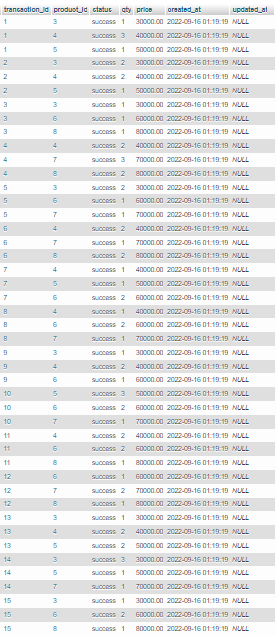 transaction_id product_id status qty price created_at updated_at
1 3 success 1 30000.00 2022-09-16 01:19:19 NULL
1 4 success 3 40000.00 2022-09-16 01:19:19 NULL
1 5 success 1 50000.00 2022-09-16 01:19:19 NULL
2 3 success 2 30000.00 2022-09-16 01:19:19 NULL
2 4 success 2 40000.00 2022-09-16 01:19:19 NULL
2 5 success 1 50000.00 2022-09-16 01:19:19 NULL
3 3 success 1 30000.00 2022-09-16 01:19:19 NULL
3 6 success 1 60000.00 2022-09-16 01:19:19 NULL
3 8 success 1 80000.00 2022-09-16 01:19:19 NULL
4 4 success 2 40000.00 2022-09-16 01:19:19 NULL
4 7 success 3 70000.00 2022-09-16 01:19:19 NULL
4 8 success 2 80000.00 2022-09-16 01:19:19 NULL
5 3 success 2 30000.00 2022-09-16 01:19:19 NULL
5 6 success 1 60000.00 2022-09-16 01:19:19 NULL
5 7 success 1 70000.00 2022-09-16 01:19:19 NULL
6 4 success 2 40000.00 2022-09-16 01:19:19 NULL
6 7 success 1 70000.00 2022-09-16 01:19:19 NULL
6 8 success 2 80000.00 2022-09-16 01:19:19 NULL
7 4 success 1 40000.00 2022-09-16 01:19:19 NULL
7 5 success 1 50000.00 2022-09-16 01:19:19 NULL
7 6 success 2 60000.00 2022-09-16 01:19:19 NULL
8 4 success 1 40000.00 2022-09-16 01:19:19 NULL
8 6 success 2 60000.00 2022-09-16 01:19:19 NULL
8 7 success 1 70000.00 2022-09-16 01:19:19 NULL
9 3 success 1 30000.00 2022-09-16 01:19:19 NULL
9 4 success 2 40000.00 2022-09-16 01:19:19 NULL
9 6 success 1 60000.00 2022-09-16 01:19:19 NULL
10 5 success 3 50000.00 2022-09-16 01:19:19 NULL
10 6 success 2 60000.00 2022-09-16 01:19:19 NULL
10 7 success 1 70000.00 2022-09-16 01:19:19 NULL
11 4 success 2 40000.00 2022-09-16 01:19:19 NULL
11 6 success 2 60000.00 2022-09-16 01:19:19 NULL
11 8 success 1 80000.00 2022-09-16 01:19:19 NULL
12 6 success 1 60000.00 2022-09-16 01:19:19 NULL
12 7 success 2 70000.00 2022-09-16 01:19:19 NULL
12 8 success 1 80000.00 2022-09-16 01:19:19 NULL
13 3 success 1 30000.00 2022-09-16 01:19:19 NULL
13 4 success 2 40000.00 2022-09-16 01:19:19 NULL
13 5 success 2 50000.00 2022-09-16 01:19:19 NULL
14 3 success 3 30000.00 2022-09-16 01:19:19 NULL
14 5 success 1 50000.00 2022-09-16 01:19:19 NULL
14 7 success 1 70000.00 2022-09-16 01:19:19 NULL
15 3 success 1 30000.00 2022-09-16 01:19:19 NULL
15 6 success 2 60000.00 2022-09-16 01:19:19 NULL
15 8 success 1 80000.00 2022-09-16 01:19:19 NULL